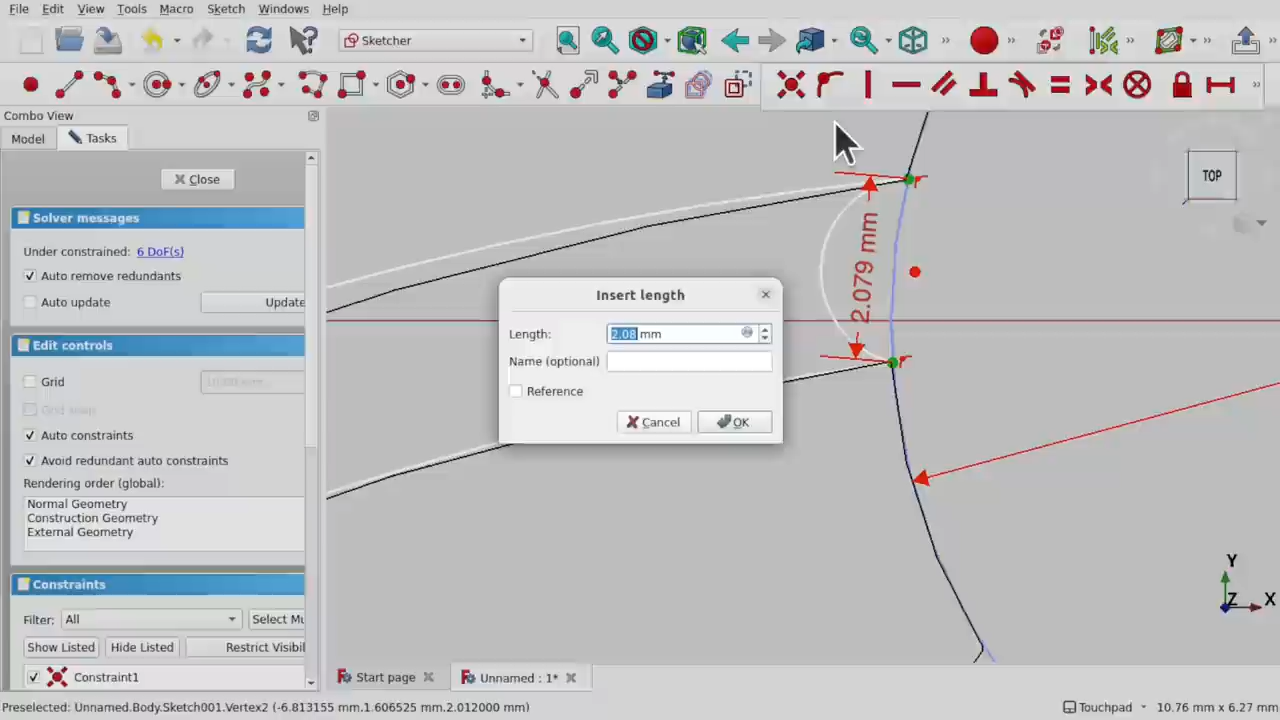 File Edit View Tools Macro Sketch Windows Help
Sketcher
Combo View
Model Tasks
Close
TOP
Solver messages
Under constrained: 6 DoF(s)
Auto remove redundants
Auto update Update
Edit controls
Grid 10.00 mm
Grid snap
Auto constraints
Avoid redundant auto constraints
Rendering order (global):
Normal Geometry
Construction Geometry
External Geometry
Constraints
Filter: All Select Mu
Show Listed Hide Listed Restrict Visibil
Constraint1
2.079 mm
Insert length
Length: 2.08 mm
Name (optional)
Reference
Cancel OK
Y
Z X
Start page Unnamed : 1*
Preselected: Unnamed.Body.Sketch001.Vertex2 (-6.813155 mm,1.606525 mm,2.012000 mm) Touchpad 10.76 mm x 6.27 mm